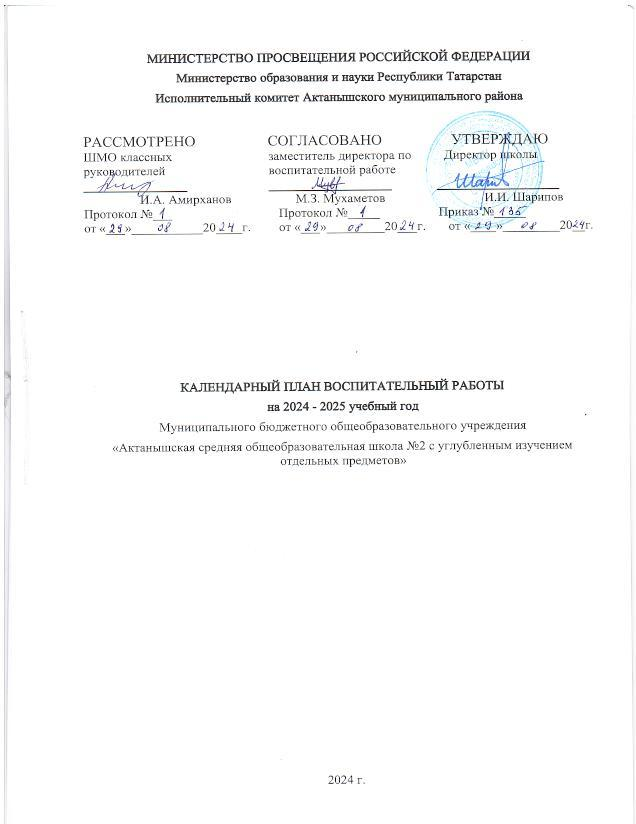 МИНИСТЕРСТВО ПРОСВЕЩЕНИЯ РОССИЙСКОЙ ФЕДЕРАЦИИ
Министерство образования и науки Республики Татарстан
Исполнительный комитет Актанышского муниципального района
РАССМОТРЕНО
ШМО классных
руководителей
И.А. Амирханов
Протокол № 1
от «29» 08 2024 г.
СОГЛАСОВАНО
заместитель директора по
воспитательной работе
М.З. Мухаметов
Протокол № 1
от «29» 08 2024 г.
УТВЕРЖДАЮ
Директор школы
И.И. Шарипов
Приказ № 135
от «29» 08 20 г.
КАЛЕНДАРНЫЙ ПЛАН ВОСПИТАТЕЛЬНЫЙ РАБОТЫ
на 2024 - 2025 учебный год
Муниципального бюджетного общеобразовательного учреждения
«Актанышская средняя общеобразовательная школа №2 с углубленным изучением
отдельных предметов»
2024 г.